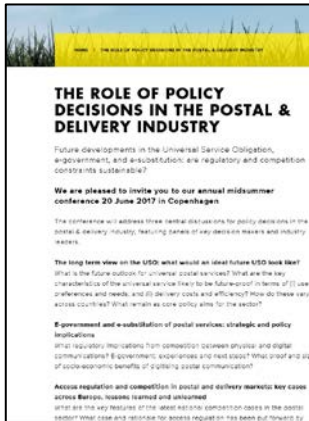 HOME | THE ROLE OF POLICY DECISIONS IN THE POSTAL & DELIVERY INDUSTRY
THE ROLE OF POLICY
DECISIONS IN THE POSTAL &
DELIVERY INDUSTRY
Future developments in the Universal Service Obligation,
e-government, and e-substitution: are regulatory and competition
constraints sustainable?
We are pleased to invite you to our annual midsummer
conference 20 June 2017 in Copenhagen
The conference will address three central discussions for policy decisions in the
postal & delivery industry, featuring panels of key decision makers and industry
leaders.
The long term view on the USO: what would an ideal future USO look like?
What is the future outlook for universal postal services? What are the key
characteristics of the universal service likely to be future-proof in terms of (i) user
preferences and needs, and (ii) delivery costs and efficiency? How do these vary
across countries? What remains as core policy aims for the sector?
E-government and e-substitution of postal services: strategic and policy
implications
What regulatory implications from competition between physical and digital
communications? E-government: experiences and next steps? What proof and size
of socio-economic benefits of digitising postal communication?
Access regulation and competition in postal and delivery markets: key cases
across Europe, lessons learned and unlearned
What are the key features of the latest national competition cases in the postal
sector? What case and rationale for access regulation has been put forward by